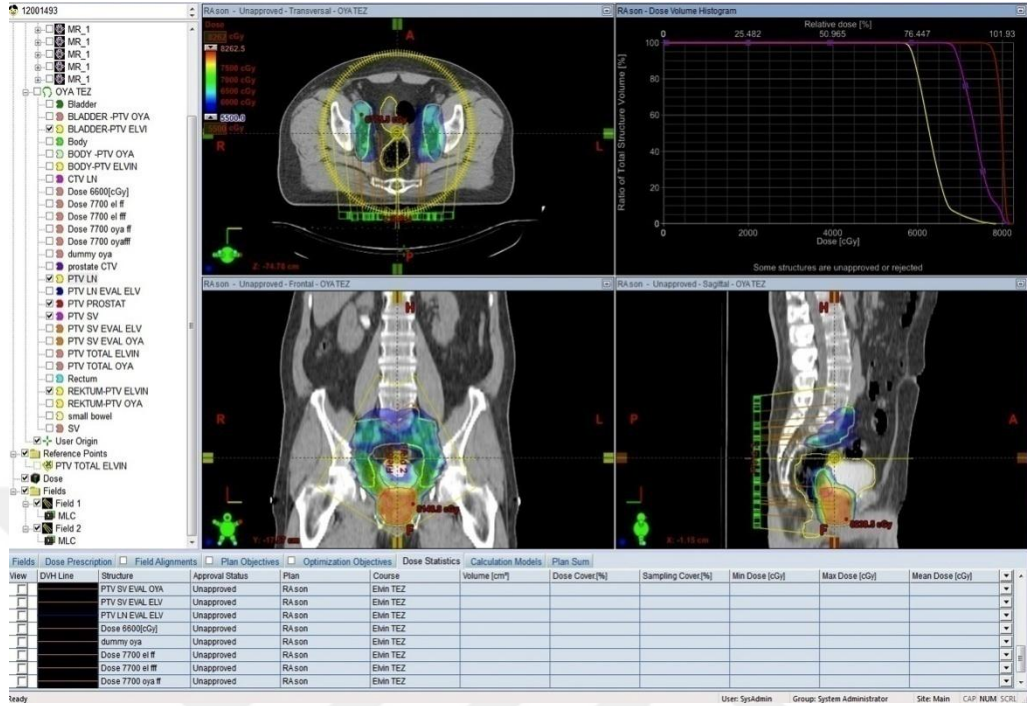 12001493
MR_1
MR_1
MR_1
MR_1
OYA TEZ
Bladder
BLADDER -PTV OYA
BLADDER-PTV ELVI
Body
BODY -PTV OYA
BODY-PTV ELVIN
CTV LN
Dose 6600[cGy]
Dose 7700 el ff
Dose 7700 el fff
Dose 7700 oya ff
Dose 7700 oyafff
dummy oya
prostate CTV
PTV LN
PTV LN EVAL ELV
PTV PROSTAT
PTV SV
PTV SV EVAL ELV
PTV SV EVAL OYA
PTV TOTAL ELVIN
PTV TOTAL OYA
Rectum
REKTUM-PTV ELVIN
REKTUM-PTV OYA
small bowel
SV
User Origin
Reference Points
PTV TOTAL ELVIN
Dose
Fields
Field 1
MLC
Field 2
MLC
RAson - Unapproved - Transversal - OYATEZ
Dose
8262 cGy
8262.5
7500 cGy
7000 cGy
6500 cGy
6000 cGy
5500.0
5500 cGy
A
R
L
P
Z: -74.78 cm
RAson - Dose Volume Histogram
Relative dose [%]
0 25.482 50.965 76.447 101.93
Ratio of Total Structure Volume [%]
100
80
60
40
20
0
0 2000 4000 6000 8000
Dose [cGy]
Some structures are unapproved or rejected
RAson - Unapproved - Frontal - OYATEZ
H
R
L
F
RAson - Unapproved - Sagittal - OYATEZ
H
P
A
F
X: -1.18 cm
Fields Dose Prescription Field Alignments Plan Objectives Optimization Objectives Dose Statistics Calculation Models Plan Sum
View DVH Line Structure Approval Status Plan Course Volume [cm³] Dose Cover.[%] Sampling Cover.[%] Min Dose [cGy] Max Dose [cGy] Mean Dose [cGy]
PTV SV EVAL OYA Unapproved RAson Elvin TEZ
PTV SV EVAL ELV Unapproved RAson Elvin TEZ
PTV LN EVAL ELV Unapproved RAson Elvin TEZ
Dose 6600[cGy] Unapproved RAson Elvin TEZ
dummy oya Unapproved RAson Elvin TEZ
Dose 7700 el ff Unapproved RAson Elvin TEZ
Dose 7700 el fff Unapproved RAson Elvin TEZ
Dose 7700 oya ff Unapproved RAson Elvin TEZ
Ready User: SysAdmin Group: System Administrator Site: Main CAP NUM SCRL